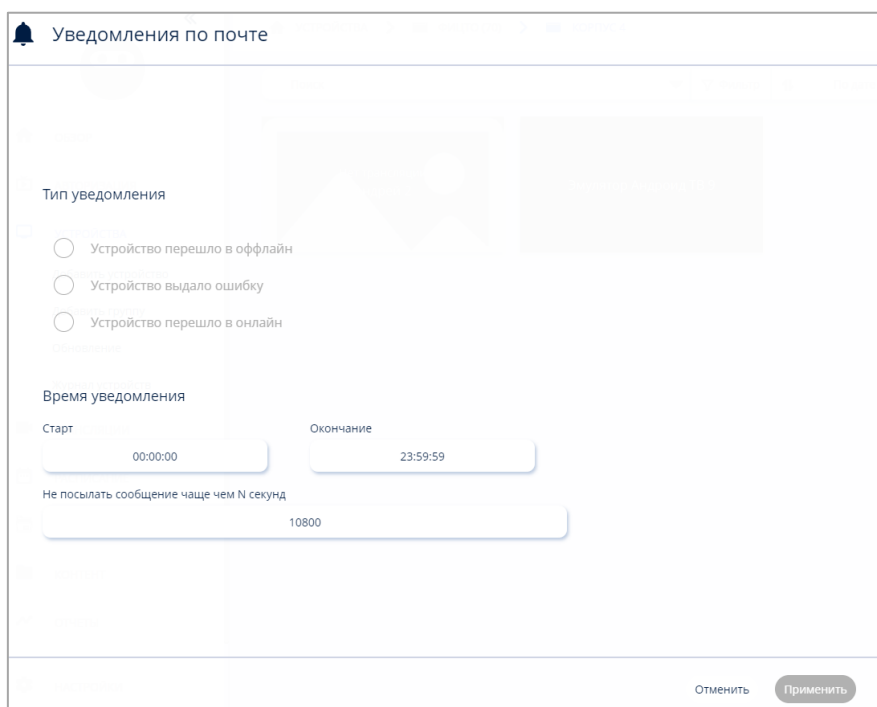 Уведомления по почте
Тип уведомления
Устройство перешло в оффлайн
Устройство выдало ошибку
Устройство перешло в онлайн
Время уведомления
Старт
Окончание
00:00:00
23:59:59
Не посылать сообщение чаще чем N секунд
10800
Отменить
Применить